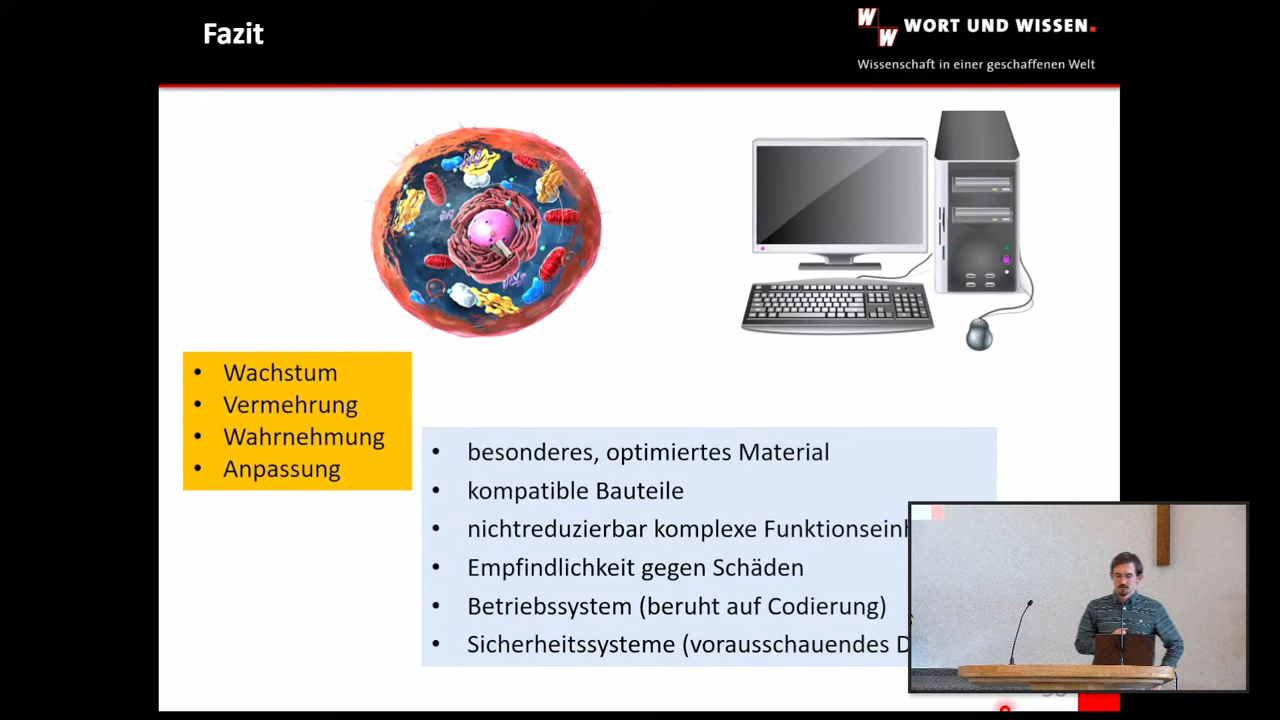 Fazit
WW WORT UND WISSEN.
Wissenschaft in einer geschaffenen Welt
• Wachstum
• Vermehrung
• Wahrnehmung
• Anpassung
• besonderes, optimiertes Material
• kompatible Bauteile
• nichtreduzierbar komplexe
• Empfindlichkeit gegen Schäden
• Betriebssystem (beruht auf Codierung)
• Sicherheitssysteme (vorausschauendes